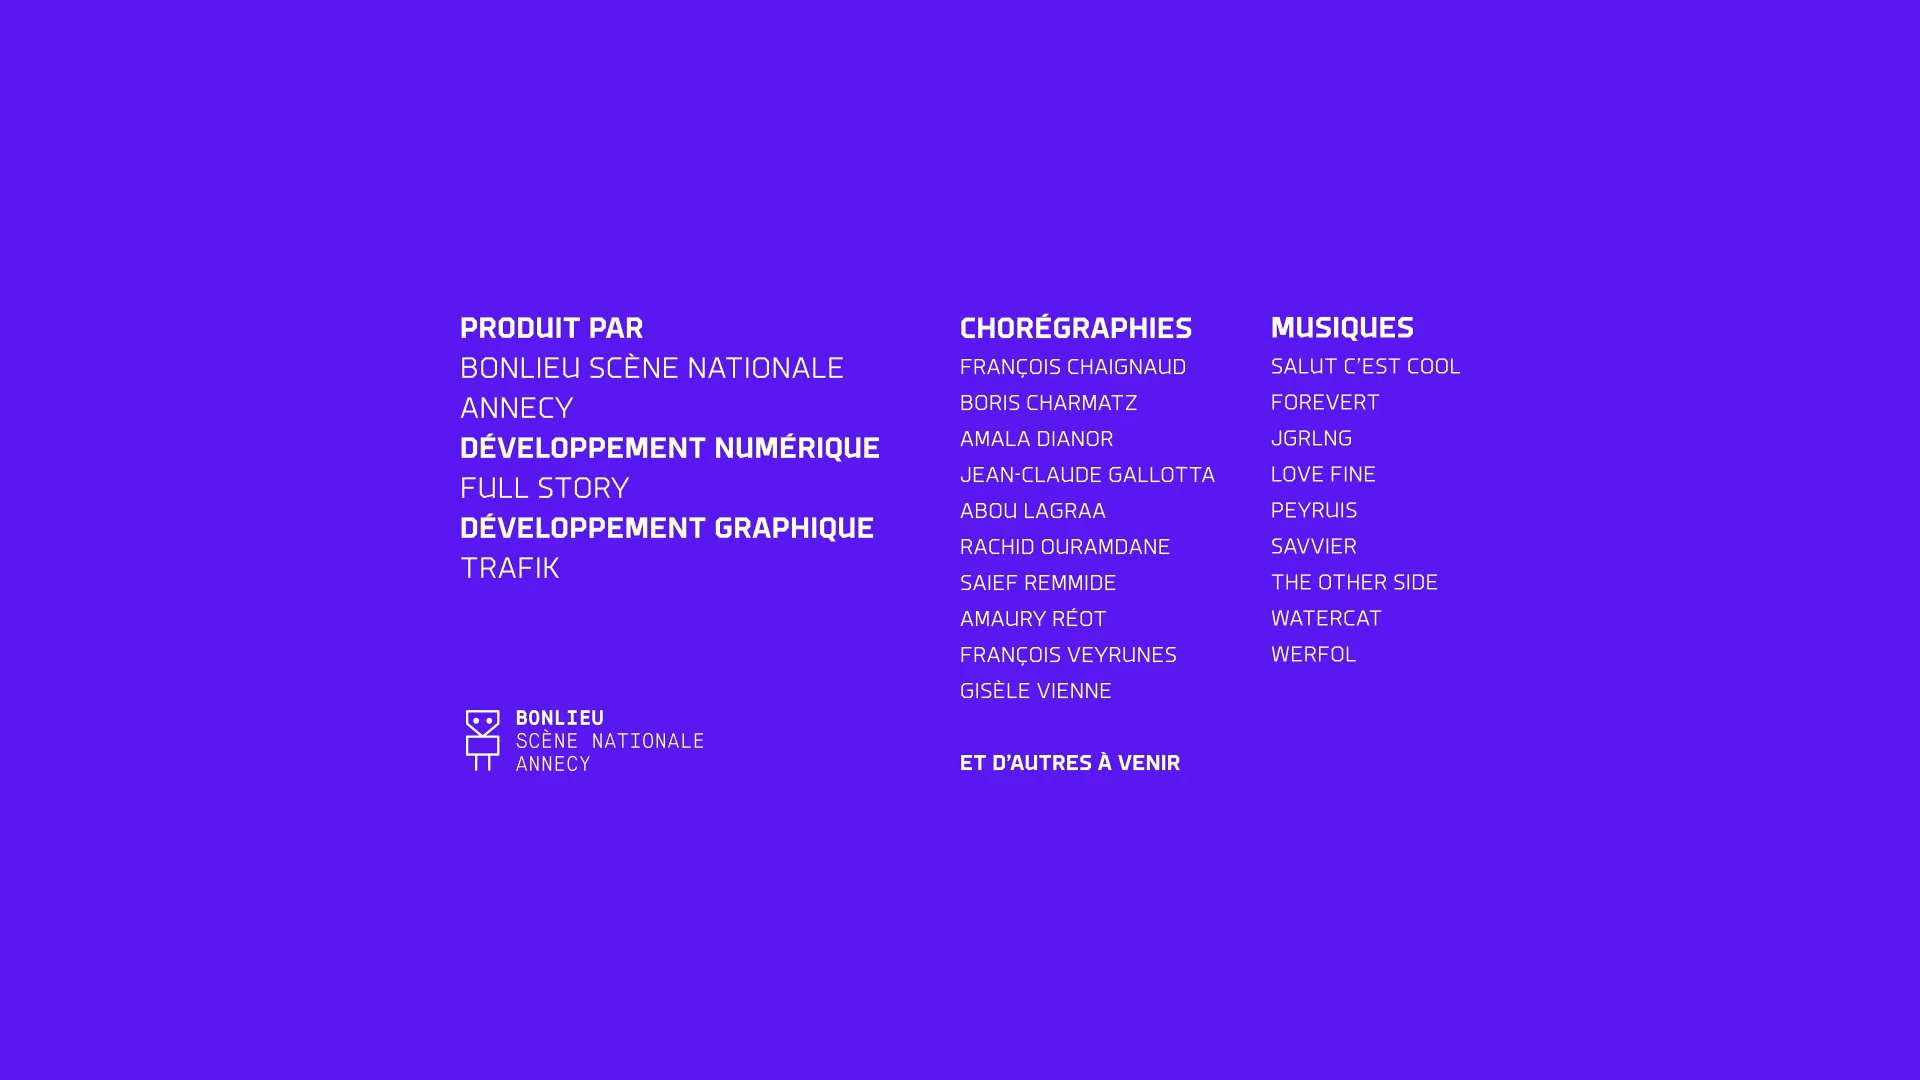 PRODUIT PAR
BONLIEU SCÈNE NATIONALE
ANNECY
DÉVELOPPEMENT NUMÉRIQUE
FULL STORY
DÉVELOPPEMENT GRAPHIQUE
TRAFIK
BONLIEU
SCÈNE NATIONALE
ANNECY
CHORÉGRAPHIES
FRANÇOIS CHAIGNAUD
BORIS CHARMATZ
AMALA DIANOR
JEAN-CLAUDE GALLOTTA
ABOU LAGRAA
RACHID OURAMDANE
SAIEF REMMIDE
AMAURY RÉOT
FRANÇOIS VEYRUNES
GISÈLE VIENNE
ET D'AUTRES À VENIR
MUSIQUES
SALUT C'EST COOL
FOREVERT
JGRLNG
LOVE FINE
PEYRUIS
SAVVIER
THE OTHER SIDE
WATERCAT
WERFOL